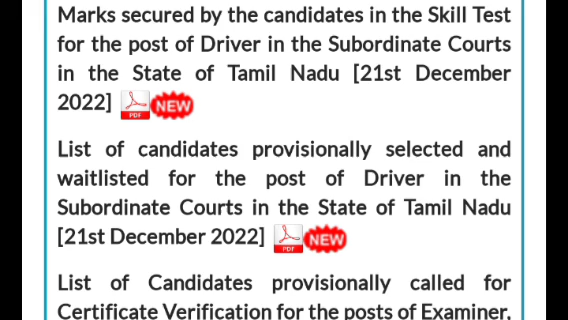 Marks secured by the candidates in the Skill Test
for the post of Driver in the Subordinate Courts
in the State of Tamil Nadu [21st December
2022] PDF NEW
List of candidates provisionally selected and
waitlisted for the post of Driver in the
Subordinate Courts in the State of Tamil Nadu
[21st December 2022] PDF NEW
List of Candidates provisionally called for
Certificate Verification for the posts of Examiner,